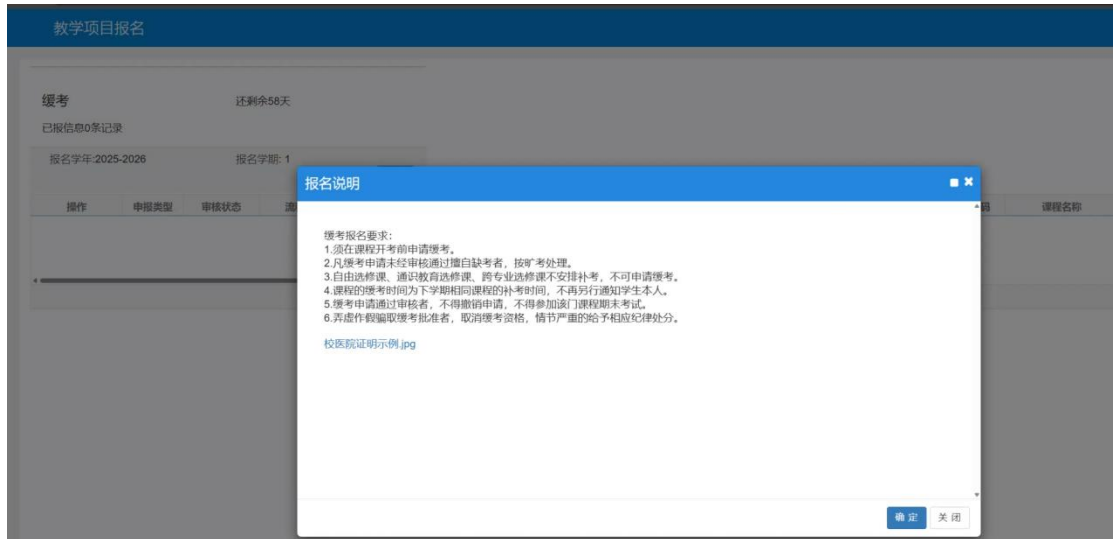 教学项目报名
缓考
还剩余58天
已报信息0条记录
报名学年:2025-2026
报名学期: 1
操作
申报类型
审核状态
流
码
课程名称
报名说明
缓考报名要求:
1.须在课程开考前申请缓考。
2.凡缓考申请未经审核通过擅自缺考者，按旷考处理。
3.自由选修课、通识教育选修课、跨专业选修课不安排补考，不可申请缓考。
4.课程的缓考时间为下学期相同课程的补考时间，不再另行通知学生本人。
5.缓考申请通过审核者，不得撤销申请，不得参加该门课程期末考试。
6.弄虚作假骗取缓考批准者，取消缓考资格，情节严重的给予相应纪律处分。
校医院证明示例.jpg
确 定
关 闭